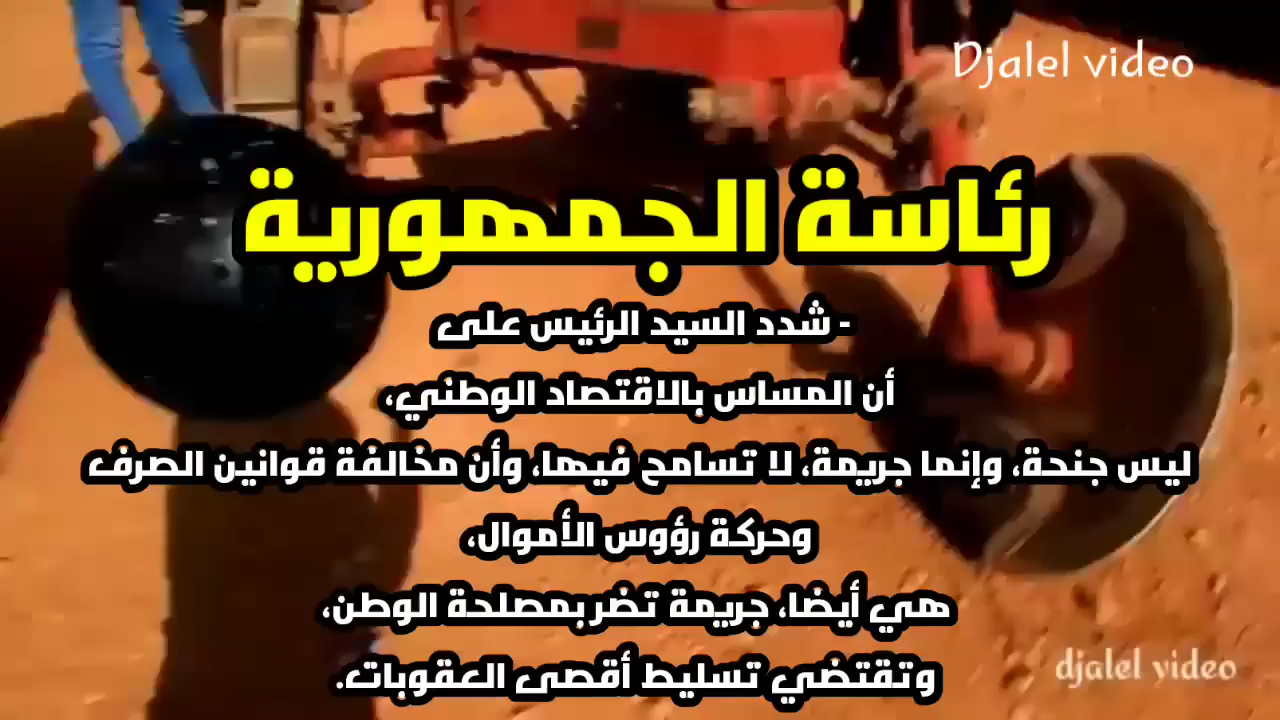 Djalel video
رئاسة الجمهورية
- شدد السيد الرئيس على
أن المساس بالاقتصاد الوطني،
ليس جنحة، وإنما جريمة، لا تسامح فيها، وأن مخالفة قوانين الصرف
وحركة رؤوس الأموال،
هي أيضا، جريمة تضر بمصلحة الوطن،
وتقتضي تسليط أقصى العقوبات.
djalel video